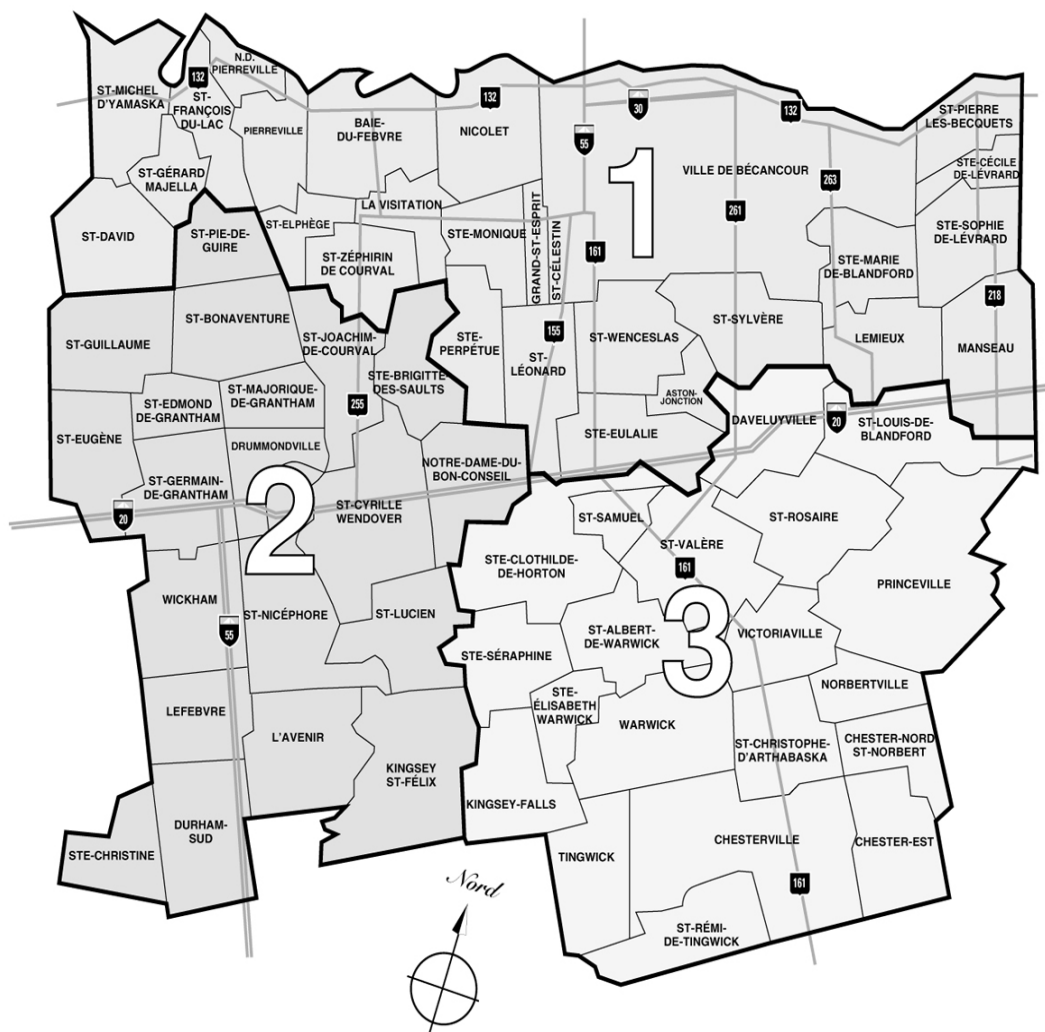 N.D.
PIERREVILLE
132
ST-MICHEL
D'YAMASKA
ST-
FRANÇOIS
DU-LAC
PIERREVILLE
BAIE-
DU-FEBVRE
132
NICOLET
30
132
55
ST-PIERRE
LES-BECQUETS
1
VILLE DE BÉCANCOUR
263
STE-CÉCILE
DE-LÉVRARD
ST-GÉRARD
MAJELLA
LA VISITATION
261
ST-DAVID
ST-PIE-DE-
GUIRE
ST-ELPHÈGE
STE-MONIQUE
GRAND-ST-ESPRIT
ST-CÉLESTIN
161
STE-SOPHIE
DE-LÉVRARD
ST-ZÉPHIRIN
DE COURVAL
STE-MARIE
DE-BLANDFORD
218
ST-BONAVENTURE
ST-SYLVÈRE
ST-GUILLAUME
ST-JOACHIM-
DE-COURVAL
STE-
PERPÉTUE
155
ST-
LÉONARD
ST-WENCESLAS
LEMIEUX
MANSEAU
STE-BRIGITTE
DES-SAULTS
ST-MAJORIQUE-
DE-GRANTHAM
ST-EDMOND
DE-GRANTHAM
255
ASTON-
JONCTION
DAVELUYVILLE
20
ST-LOUIS-DE-
BLANDFORD
ST-EUGÈNE
DRUMMONDVILLE
STE-EULALIE
NOTRE-DAME-DU-
BON-CONSEIL
ST-GERMAIN-
DE-GRANTHAM
2
ST-CYRILLE
WENDOVER
20
ST-SAMUEL
ST-ROSAIRE
ST-VALÈRE
STE-CLOTHILDE-
DE-HORTON
161
PRINCEVILLE
WICKHAM
ST-NICÉPHORE
ST-LUCIEN
3
55
ST-ALBERT-
DE-WARWICK
VICTORIAVILLE
STE-SÉRAPHINE
NORBERTVILLE
STE-
ÉLISABETH
WARWICK
LEFEBVRE
WARWICK
L'AVENIR
ST-CHRISTOPHE-
D'ARTHABASKA
CHESTER-NORD
ST-NORBERT
KINGSEY
ST-FÉLIX
KINGSEY-FALLS
DURHAM-
SUD
CHESTERVILLE
CHESTER-EST
STE-CHRISTINE
TINGWICK
161
Nord
ST-RÉMI-
DE-TINGWICK